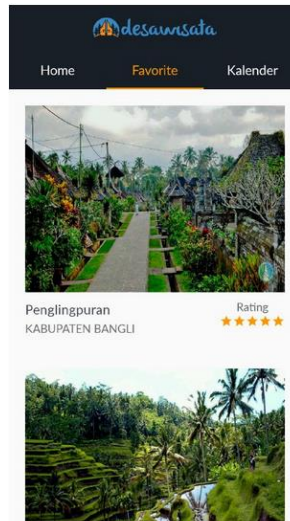 desawisata
Home Favorite Kalender
Penglingpuran Rating
KABUPATEN BANGLI